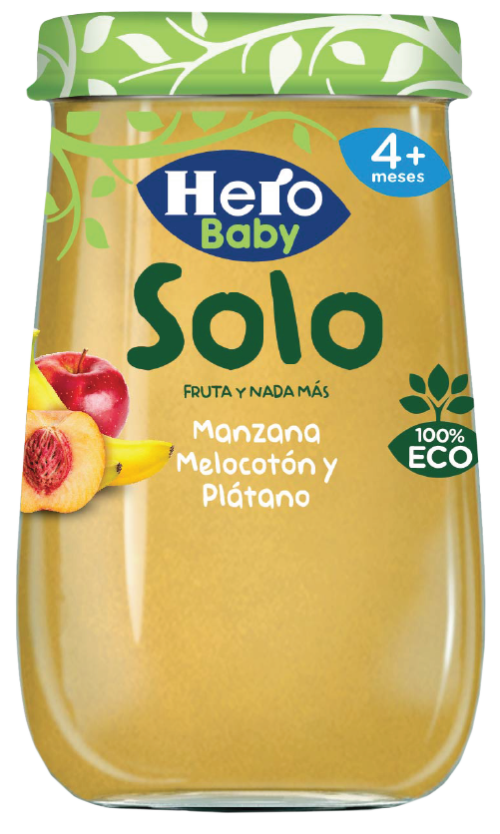 4+
meses
Hero
Baby
Solo
FRUTA Y NADA MÁS
Manzana
Melocotón y
Plátano
100%
ECO